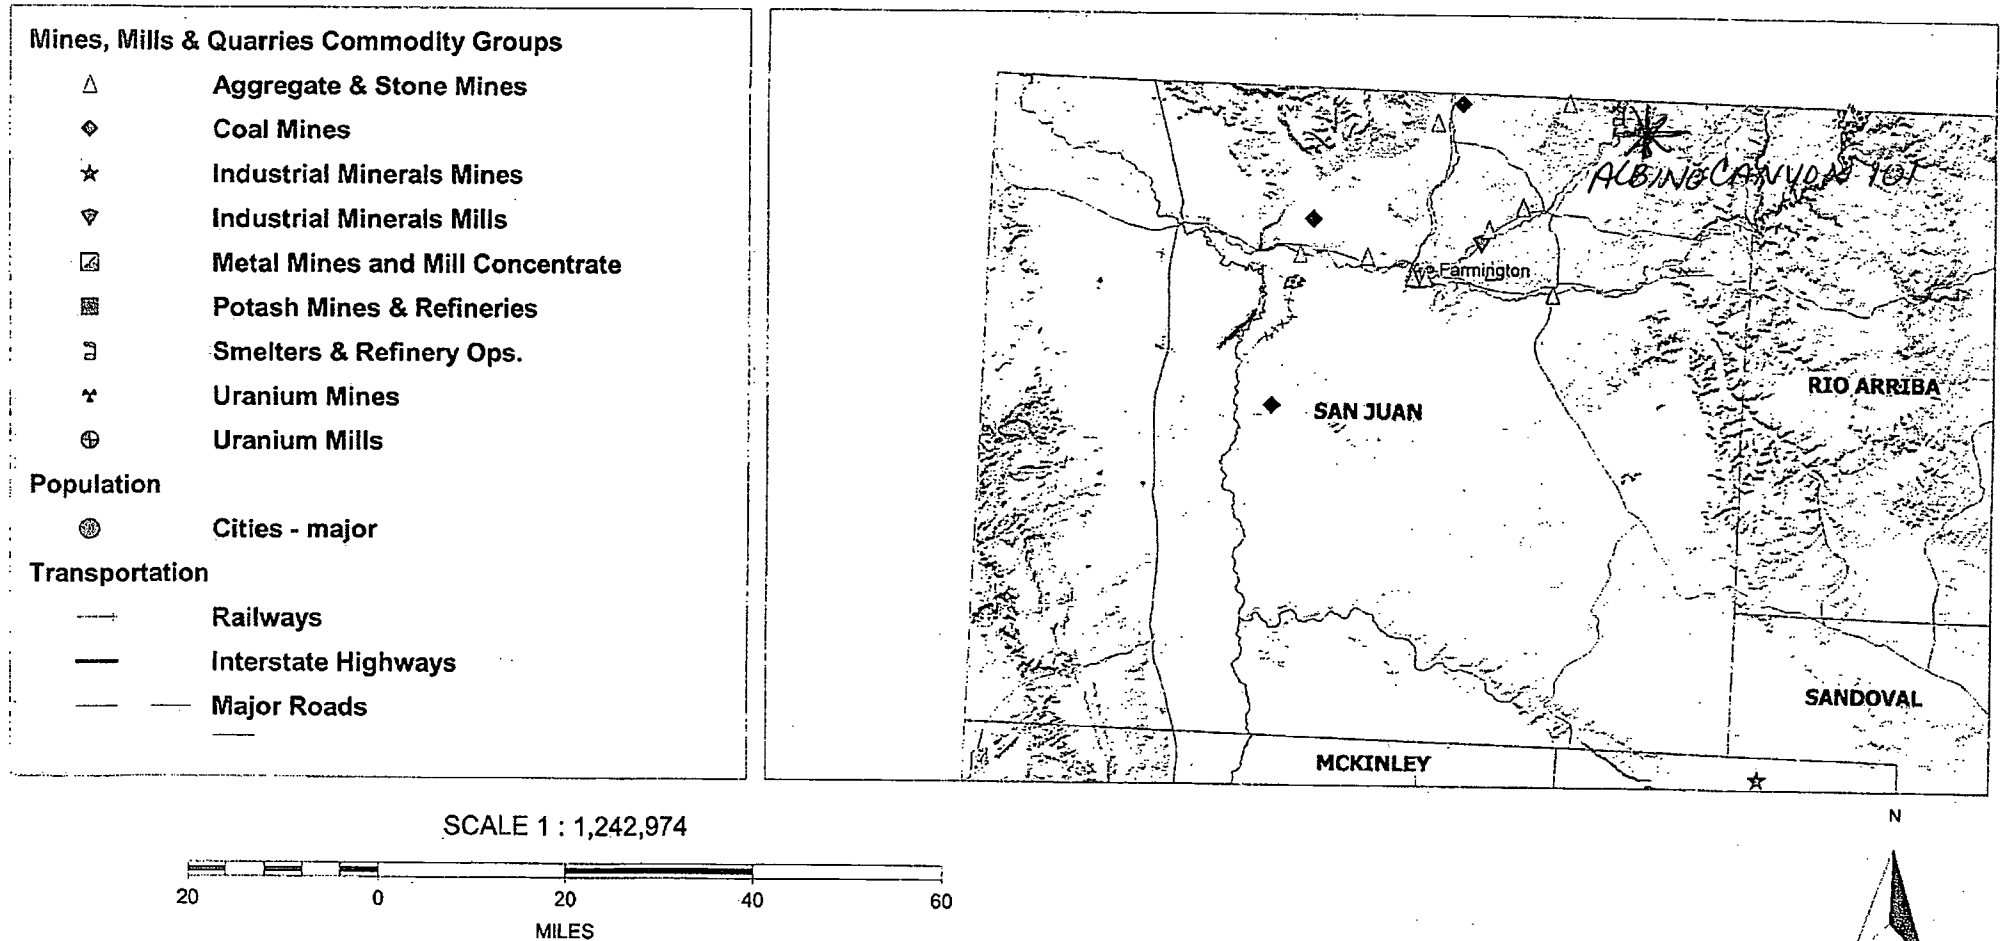 Mines, Mills & Quarries Commodity Groups
Aggregate & Stone Mines
Coal Mines
Industrial Minerals Mines
Industrial Minerals Mills
Metal Mines and Mill Concentrate
Potash Mines & Refineries
Smelters & Refinery Ops.
Uranium Mines
Uranium Mills
Population
Cities - major
Transportation
Railways
Interstate Highways
Major Roads
ALBINO CANYON 101
Farmington
RIO ARRIBA
SAN JUAN
SANDOVAL
MCKINLEY
SCALE 1 : 1,242,974
20 0 20 40 60
MILES
N